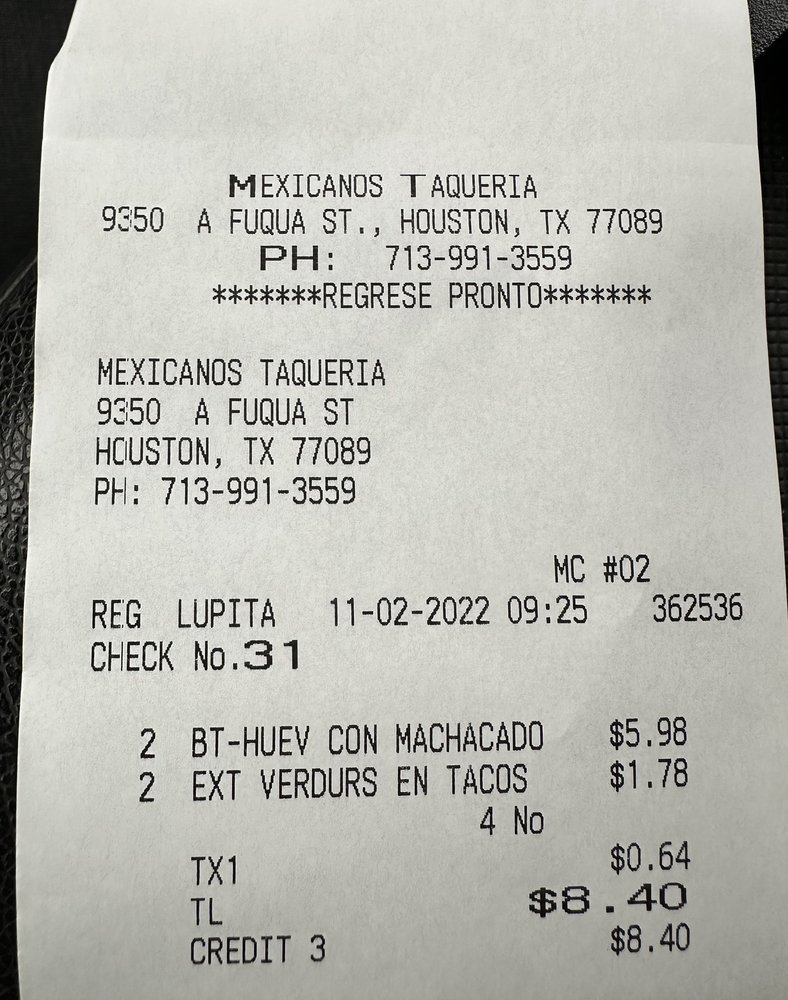 MEXICANOS TAQUERIA
9350 A FUQUA ST., HOUSTON, TX 77089
PH: 713-991-3559
*******REGRESE PRONTO*******
MEXICANOS TAQUERIA
9350 A FUQUA ST
HOUSTON, TX 77089
PH: 713-991-3559
MC #02
REG LUPITA 11-02-2022 09:25 362536
CHECK No.31
2 BT-HUEV CON MACHACADO $5.98
2 EXT VERDURS EN TACOS $1.78
4 No
TX1 $0.64
TL $8.40
CREDIT 3 $8.40